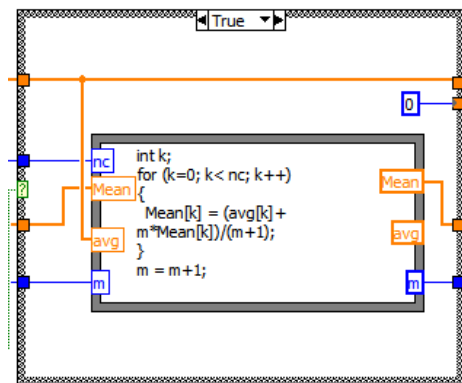 True
0
nc
Mean
avg
m
int k;
for (k=0; k< nc; k++)
{
Mean[k] = (avg[k]+
m*Mean[k])/(m+1);
}
m = m+1;
Mean
avg
m
?